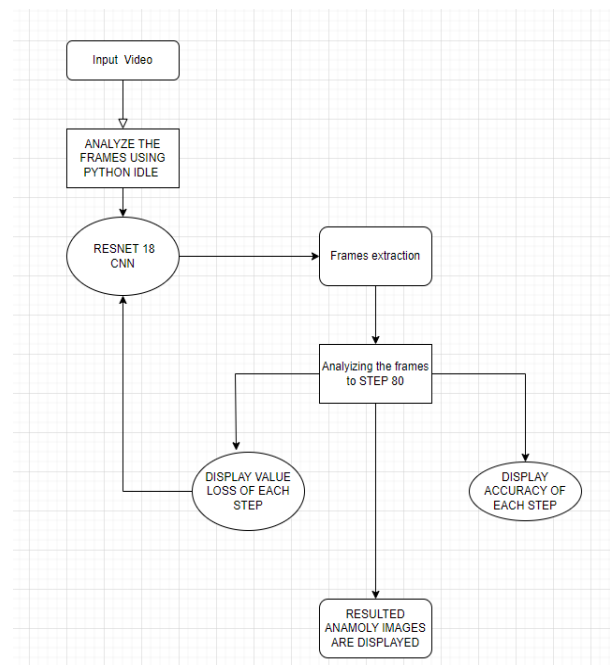 Input Video
ANALYZE THE
FRAMES USING
PYTHON IDLE
RESNET 18
CNN
Frames extraction
Analyizing the frames
to STEP 80
DISPLAY VALUE
LOSS OF EACH
STEP
DISPLAY
ACCURACY OF
EACH STEP
RESULTED
ANAMOLY IMAGES
ARE DISPLAYED